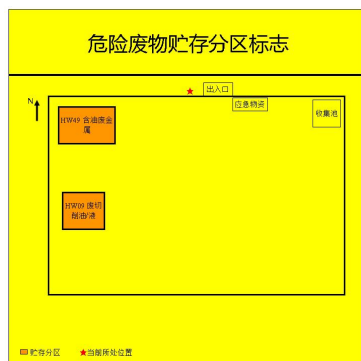 危险废物贮存分区标志
出入口
N
应急物资
收集池
HW49 含油废金
属
HW09 废切
削油/液
贮存分区
当前所处位置